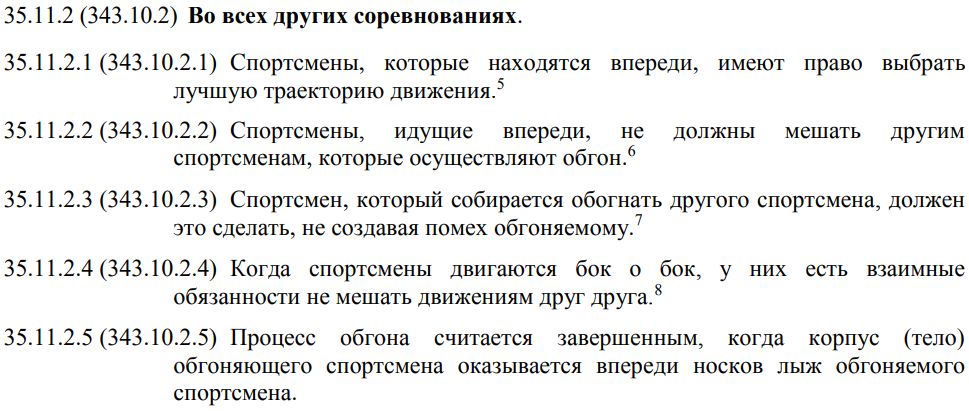 35.11.2 (343.10.2) Во всех других соревнованиях.
35.11.2.1 (343.10.2.1) Спортсмены, которые находятся впереди, имеют право выбрать
лучшую траекторию движения.5
35.11.2.2 (343.10.2.2) Спортсмены, идущие впереди, не должны мешать другим
спортсменам, которые осуществляют обгон.6
35.11.2.3 (343.10.2.3) Спортсмен, который собирается обогнать другого спортсмена, должен
это сделать, не создавая помех обгоняемому.7
35.11.2.4 (343.10.2.4) Когда спортсмены двигаются бок о бок, у них есть взаимные
обязанности не мешать движениям друг друга.8
35.11.2.5 (343.10.2.5) Процесс обгона считается завершенным, когда корпус (тело)
обгоняющего спортсмена оказывается впереди носков лыж обгоняемого
спортсмена.